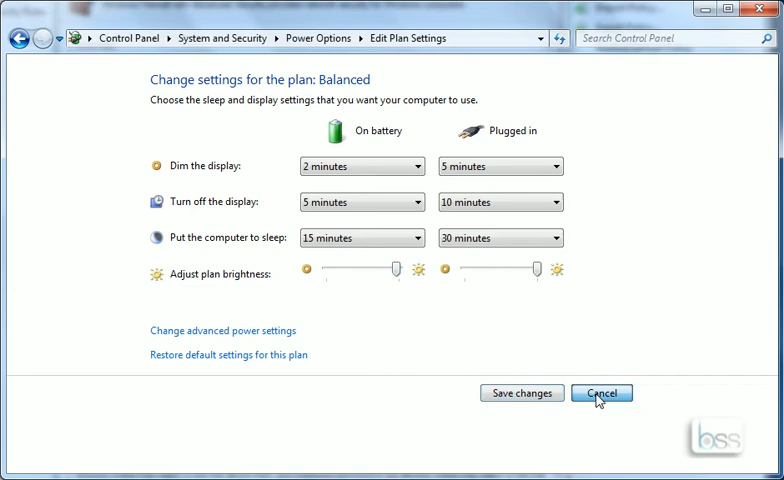 Control Panel System and Security Power Options Edit Plan Settings
Search Control Panel
Change settings for the plan: Balanced
Choose the sleep and display settings that you want your computer to use.
On battery Plugged in
Dim the display: 2 minutes 5 minutes
Turn off the display: 5 minutes 10 minutes
Put the computer to sleep: 15 minutes 30 minutes
Adjust plan brightness:
Change advanced power settings
Restore default settings for this plan
Save changes Cancel
bss